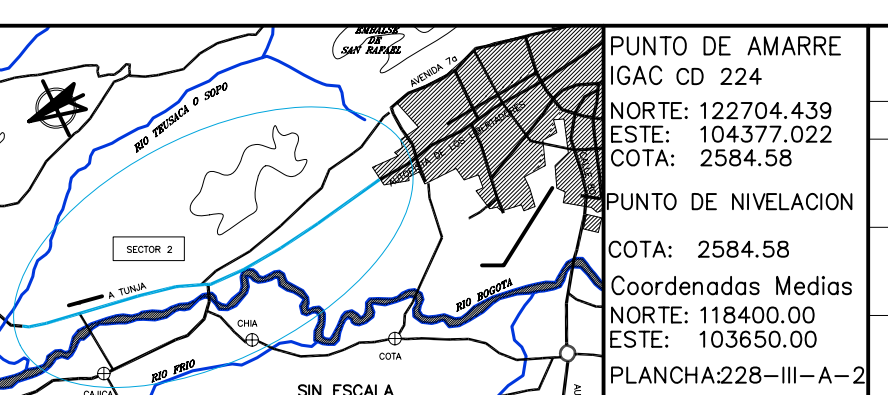 EMBALSE
DE
SAN RAFAEL
AVENIDA 7a
RIO TEUSACA O SOPO
AUTOPISTA DE LOS LIBERTADORES
SECTOR 2
A TUNJA
RIO BOGOTA
CHIA
COTA
RIO FRIO
CAJICA
SIN ESCALA
PUNTO DE AMARRE
IGAC CD 224
NORTE: 122704.439
ESTE: 104377.022
COTA: 2584.58
PUNTO DE NIVELACION
COTA: 2584.58
Coordenadas Medias
NORTE: 118400.00
ESTE: 103650.00
PLANCHA:228-III-A-2